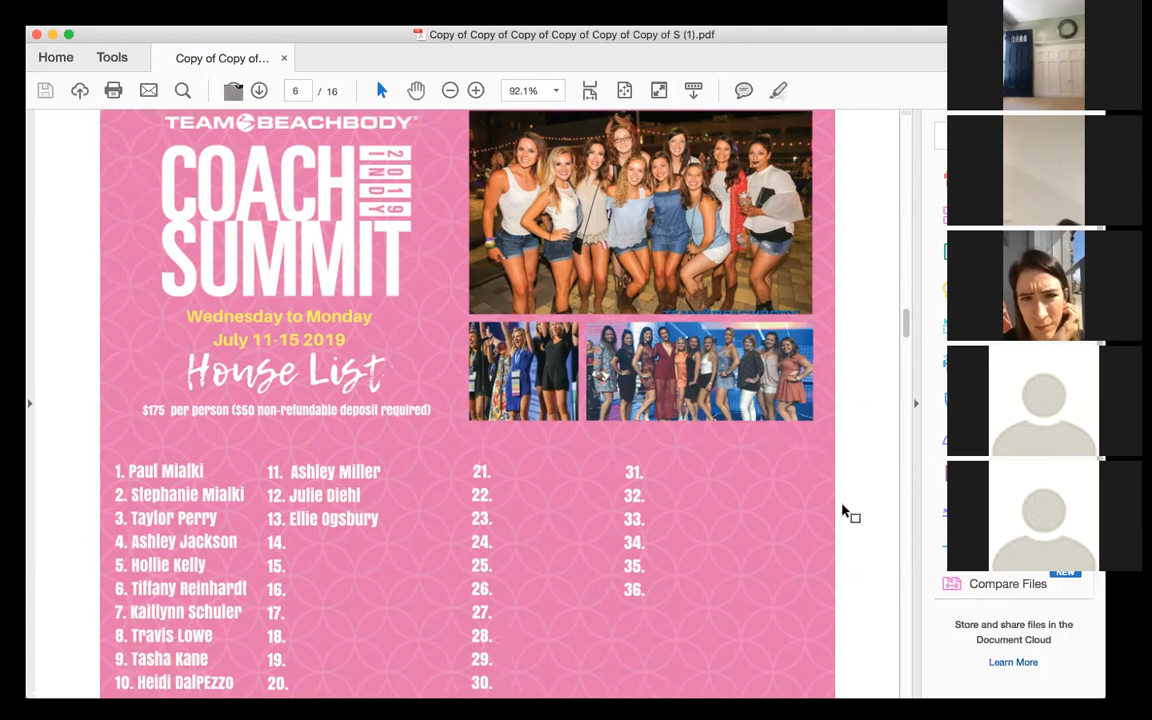 Copy of Copy of Copy of Copy of Copy of Copy of S (1).pdf
Home Tools Copy of Copy of... ×
6 / 16 92.1%
TEAM BEACHBODY
COACH
SUMMIT
2019
INDY
Wednesday to Monday
July 11-15 2019
House List
$175 per person ($50 non-refundable deposit required)
1. Paul Mialki
2. Stephanie Mialki
3. Taylor Perry
4. Ashley Jackson
5. Hollie Kelly
6. Tiffany Reinhardt
7. Kaitlynn Schuler
8. Travis Lowe
9. Tasha Kane
10. Heidi DalPEzzo
11. Ashley Miller
12. Julie Diehl
13. Ellie Ogsbury
14.
15.
16.
17.
18.
19.
20.
21.
22.
23.
24.
25.
26.
27.
28.
29.
30.
31.
32.
33.
34.
35.
36.
NEW
Compare Files
Store and share files in the
Document Cloud
Learn More